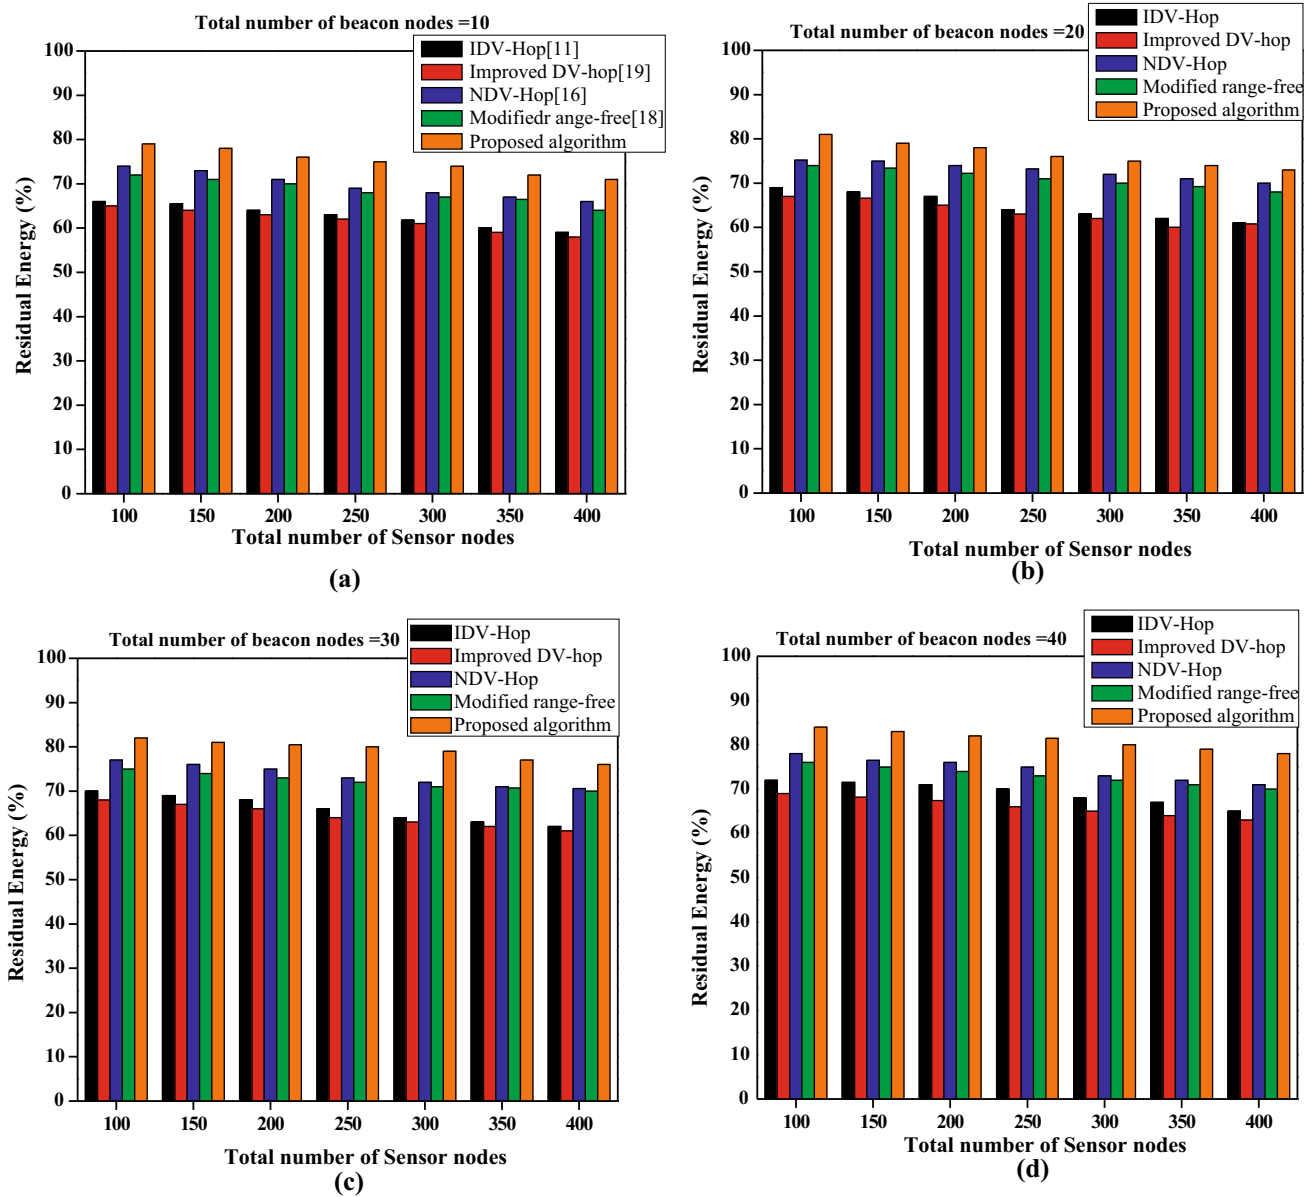 Total number of beacon nodes =10
IDV-Hop[11]
Improved DV-hop[19]
NDV-Hop[16]
Modifiedr ange-free[18]
Proposed algorithm
Residual Energy (%)
100
90
80
70
60
50
40
30
20
10
0
100 150 200 250 300 350 400
Total number of Sensor nodes
(a)
Total number of beacon nodes =20
IDV-Hop
Improved DV-hop
NDV-Hop
Modified range-free
Proposed algorithm
Residual Energy (%)
100
90
80
70
60
50
40
30
20
10
0
100 150 200 250 300 350 400
Total number of Sensor nodes
(b)
Total number of beacon nodes =30
IDV-Hop
Improved DV-hop
NDV-Hop
Modified range-free
Proposed algorithm
Residual Energy (%)
100
90
80
70
60
50
40
30
20
10
0
100 150 200 250 300 350 400
Total number of Sensor nodes
(c)
Total number of beacon nodes =40
IDV-Hop
Improved DV-hop
NDV-Hop
Modified range-free
Proposed algorithm
Residual Energy (%)
100
90
80
70
60
50
40
30
20
10
0
100 150 200 250 300 350 400
Total number of Sensor nodes
(d)